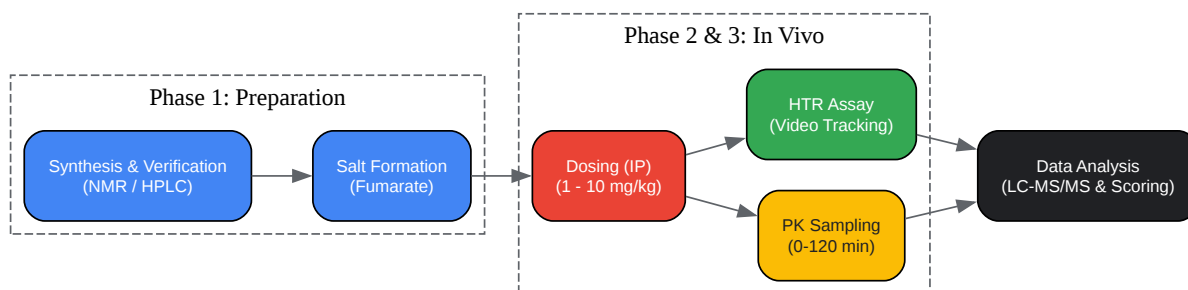 Phase 2 & 3: In Vivo
Phase 1: Preparation
Synthesis & Verification
(NMR / HPLC)
Salt Formation
(Fumarate)
Dosing (IP)
(1 - 10 mg/kg)
HTR Assay
(Video Tracking)
PK Sampling
(0-120 min)
Data Analysis
(LC-MS/MS & Scoring)